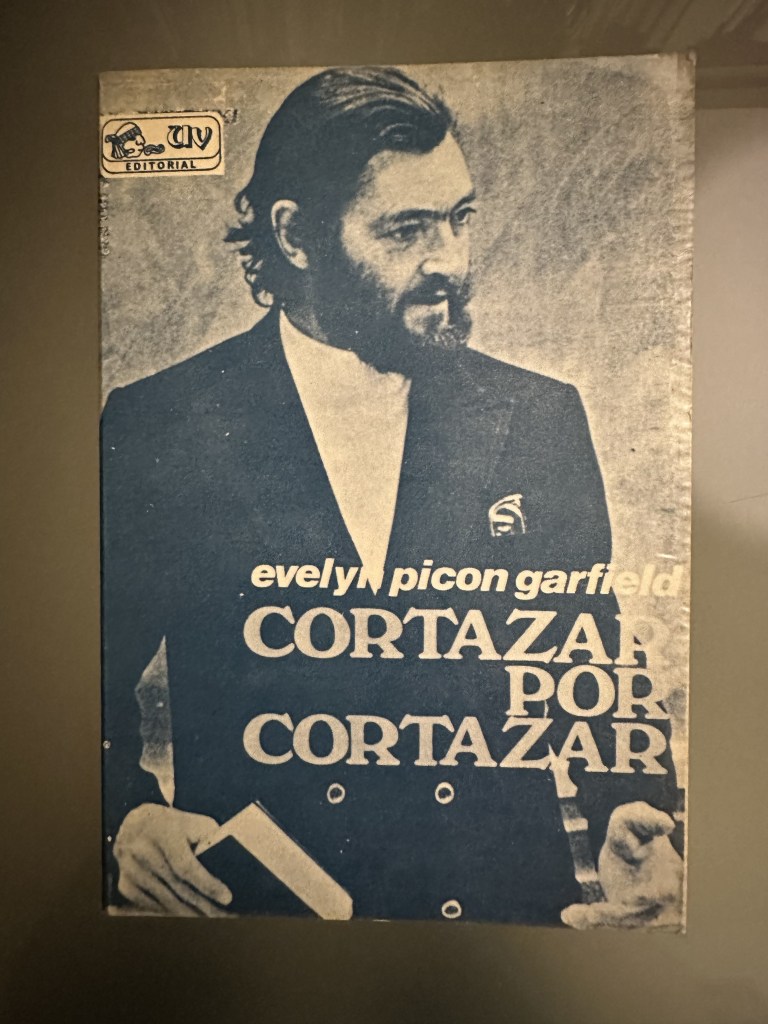 UV
EDITORIAL
evelyn picon garfield
CORTAZAR
POR
CORTAZAR